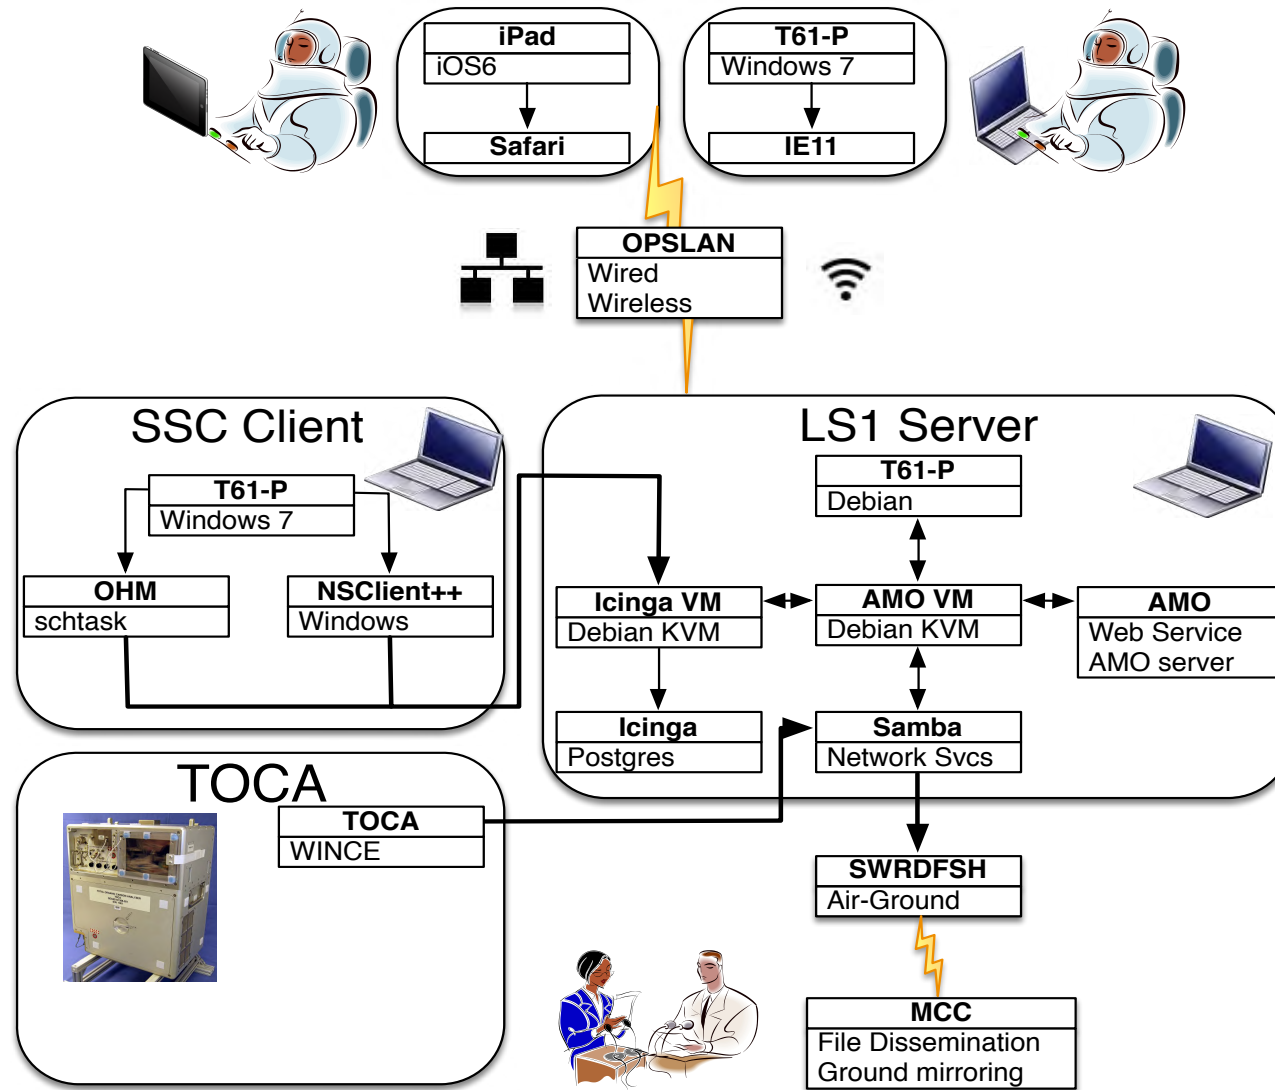 iPad
iOS6
Safari
T61-P
Windows 7
IE11
OPSLAN
Wired
Wireless
SSC Client
T61-P
Windows 7
OHM
schtask
NSClient++
Windows
LS1 Server
T61-P
Debian
Icinga VM
Debian KVM
AMO VM
Debian KVM
AMO
Web Service
AMO server
Icinga
Postgres
Samba
Network Svcs
TOCA
TOCA
WINCE
SWRDFSH
Air-Ground
MCC
File Dissemination
Ground mirroring